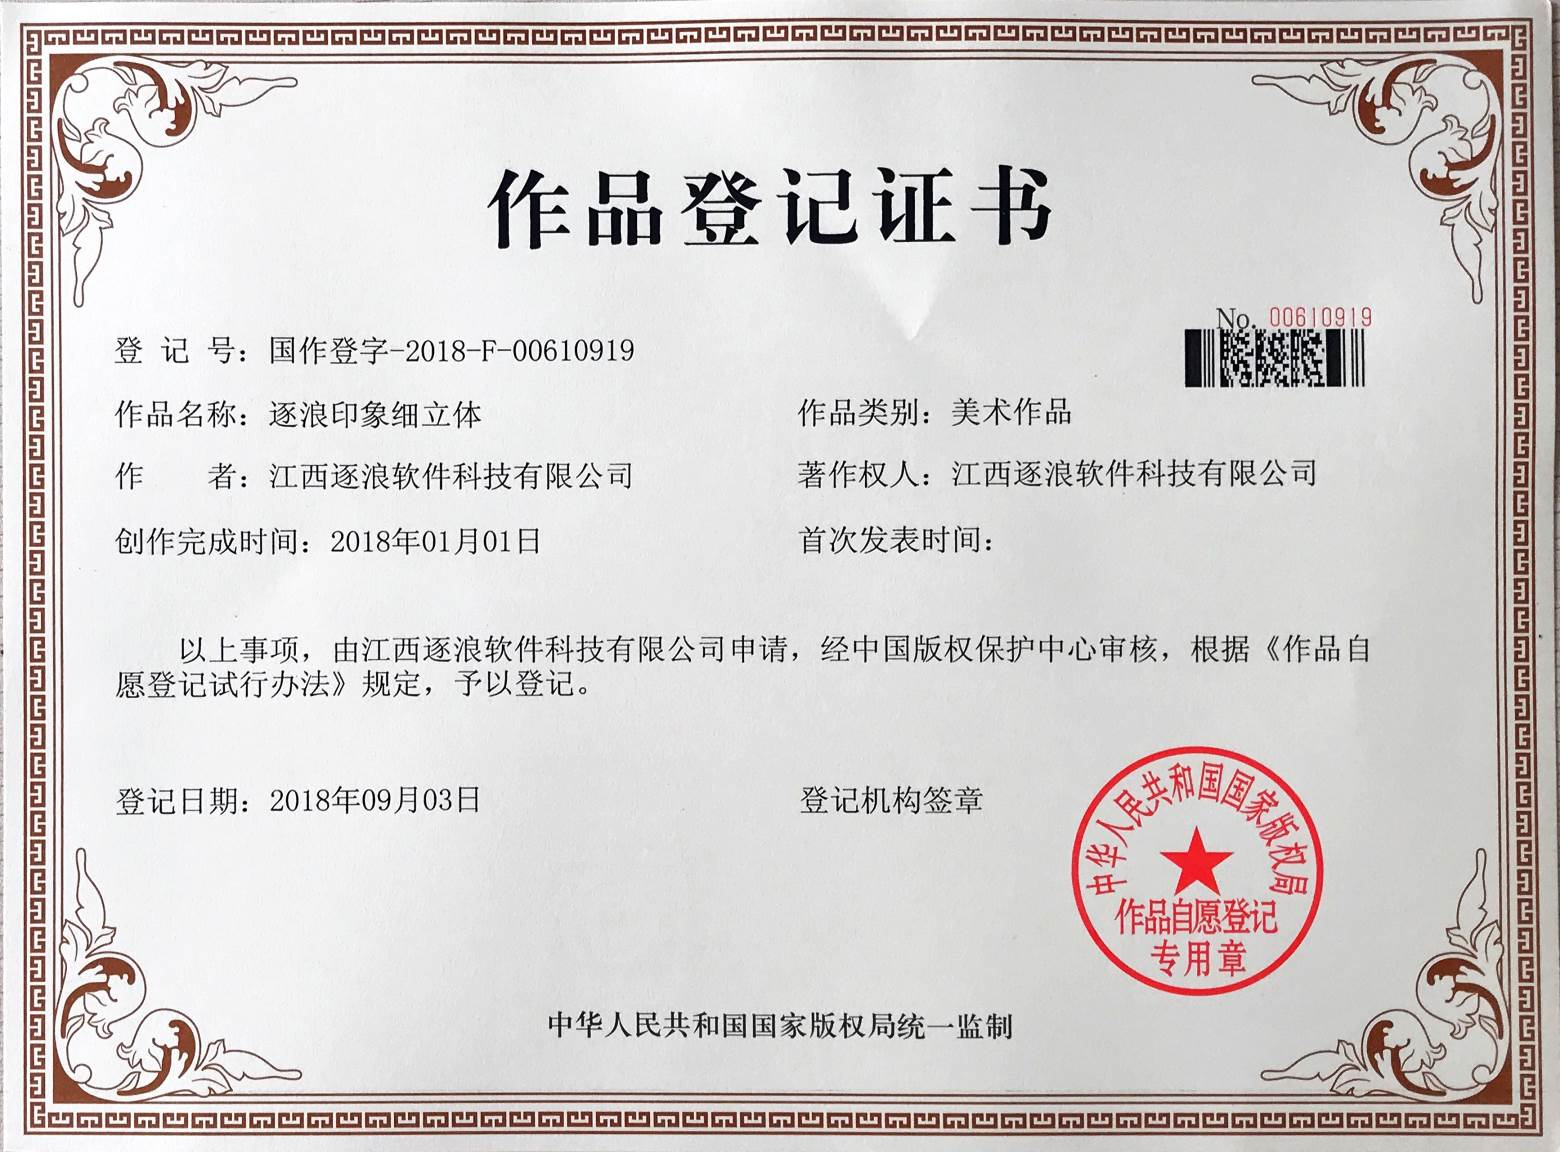 作品登记证书
No. 00610919
登 记 号：国作登字-2018-F-00610919
作品名称：逐浪印象细立体
作品类别：美术作品
作　　者：江西逐浪软件科技有限公司
著作权人：江西逐浪软件科技有限公司
创作完成时间：2018年01月01日
首次发表时间：
以上事项，由江西逐浪软件科技有限公司申请，经中国版权保护中心审核，根据《作品自
愿登记试行办法》规定，予以登记。
登记日期：2018年09月03日
登记机构签章
中华人民共和国国家版权局
作品自愿登记
专用章
中华人民共和国国家版权局统一监制